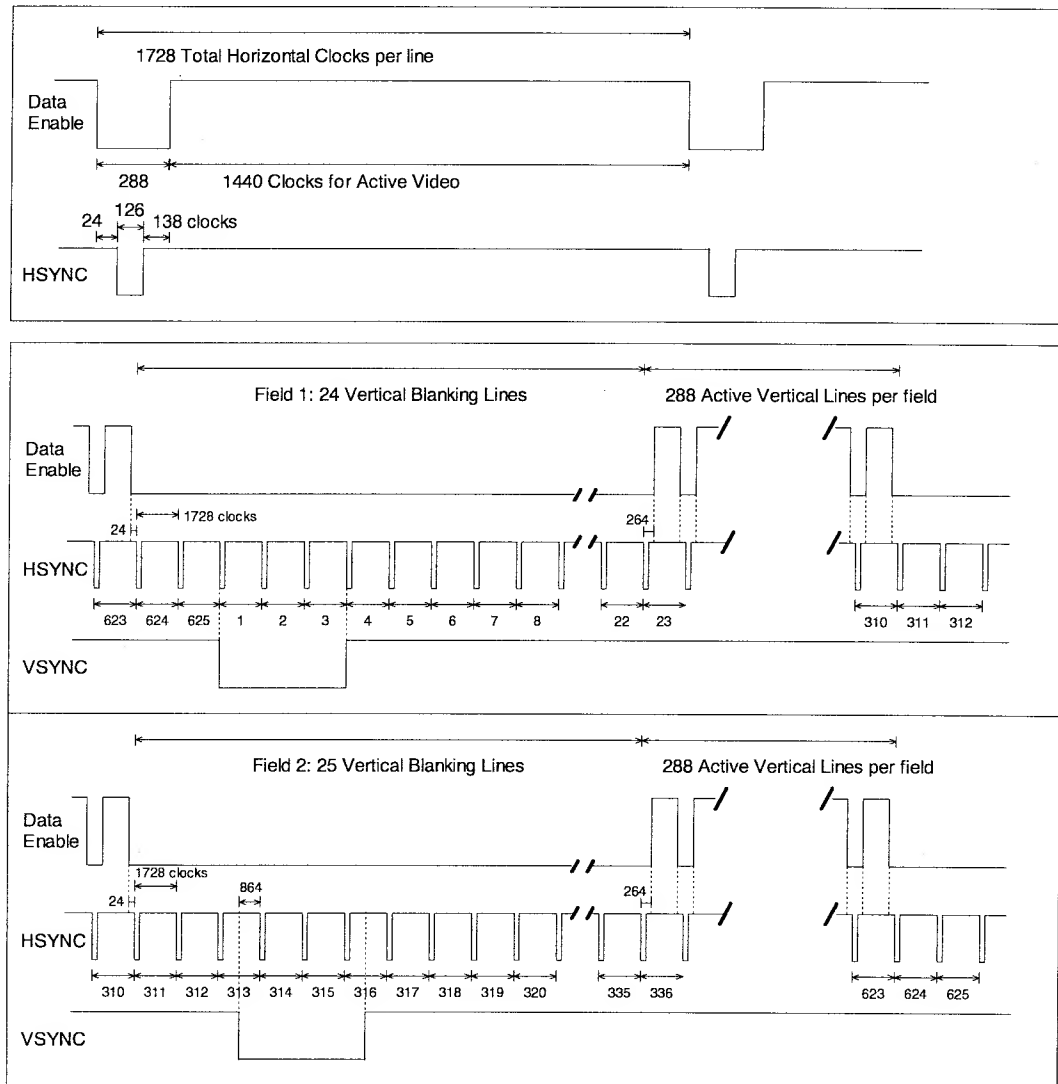 1728 Total Horizontal Clocks per line
Data
Enable
288
1440 Clocks for Active Video
126
24
138 clocks
HSYNC
Field 1: 24 Vertical Blanking Lines
288 Active Vertical Lines per field
Data
Enable
1728 clocks
24
264
HSYNC
623 624 625 1 2 3 4 5 6 7 8 22 23 310 311 312
VSYNC
Field 2: 25 Vertical Blanking Lines
288 Active Vertical Lines per field
Data
Enable
1728 clocks
864
24
264
HSYNC
310 311 312 313 314 315 316 317 318 319 320 335 336 623 624 625
VSYNC